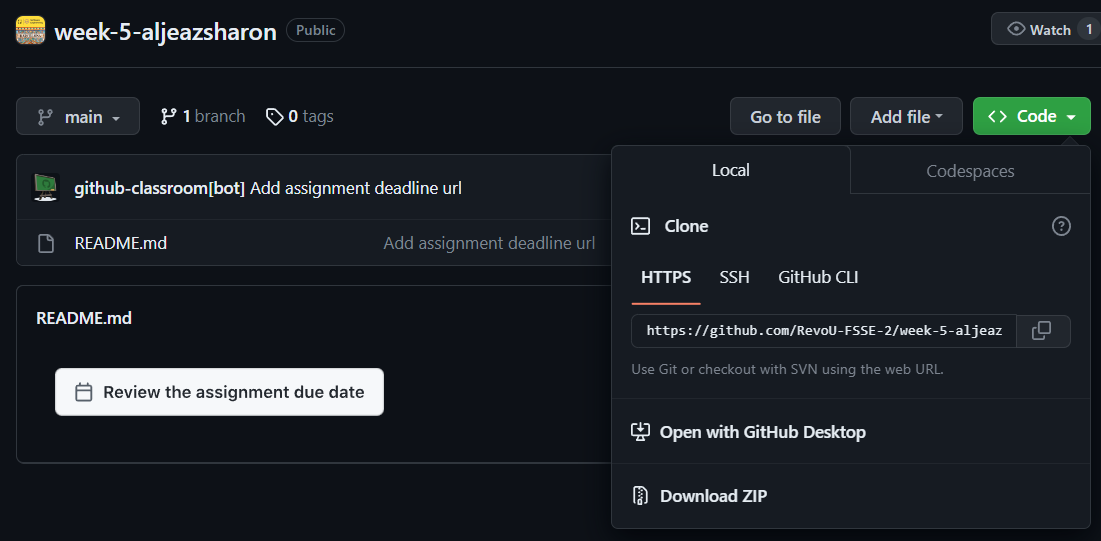 week-5-aljeazsharon Public
Watch 1
main 1 branch 0 tags
Go to file Add file Code
github-classroom[bot] Add assignment deadline url
README.md Add assignment deadline url
README.md
Review the assignment due date
Local Codespaces
Clone
HTTPS SSH GitHub CLI
https://github.com/RevoU-FSSE-2/week-5-aljeaz
Use Git or checkout with SVN using the web URL.
Open with GitHub Desktop
Download ZIP